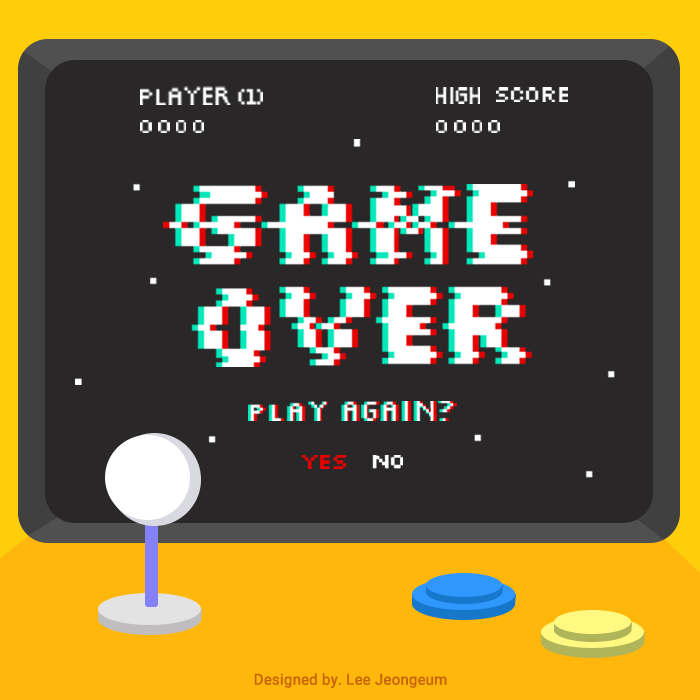 PLAYER (1)
HIGH SCORE
0000
0000
GAME
OVER
PLAY AGAIN?
YES NO
Designed by. Lee Jeongeum